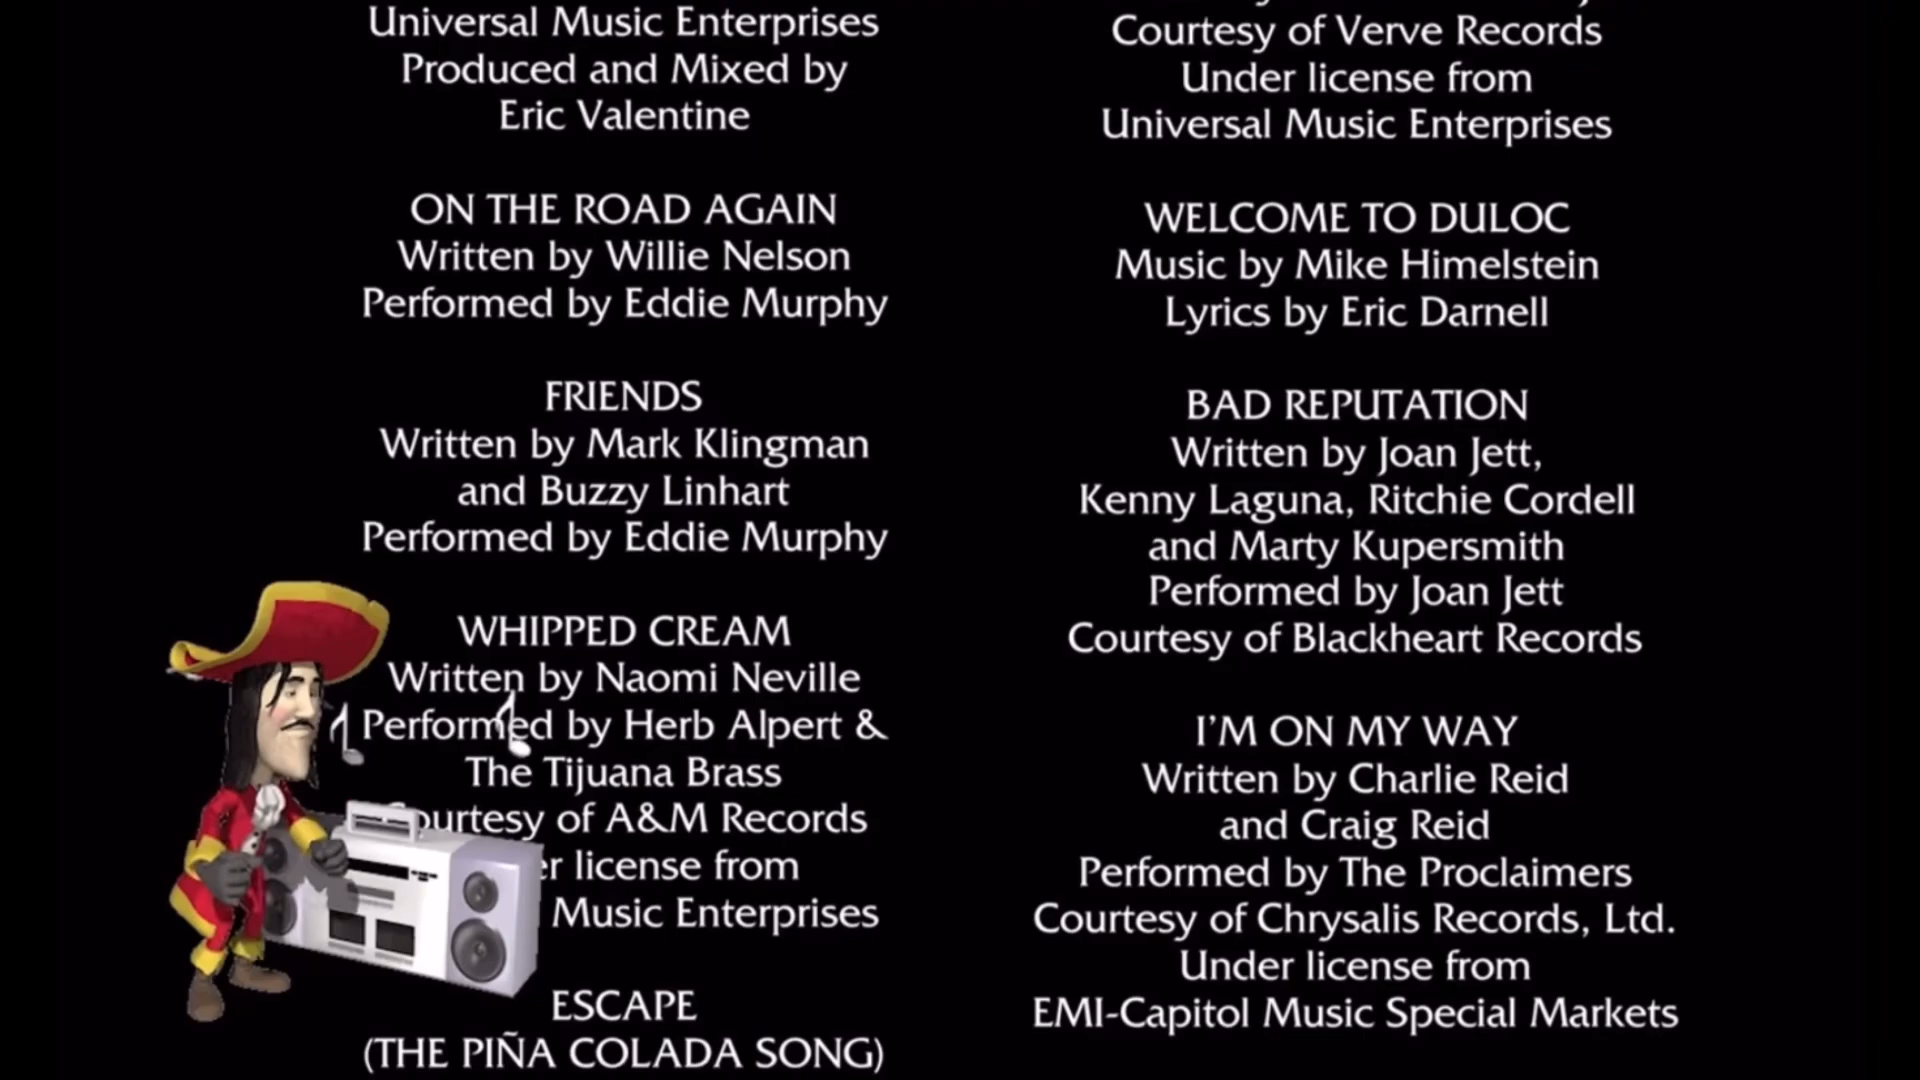 Universal Music Enterprises
Produced and Mixed by
Eric Valentine
ON THE ROAD AGAIN
Written by Willie Nelson
Performed by Eddie Murphy
FRIENDS
Written by Mark Klingman
and Buzzy Linhart
Performed by Eddie Murphy
WHIPPED CREAM
Written by Naomi Neville
Performed by Herb Alpert &
The Tijuana Brass
of A&M Records
license from
Music Enterprises
ESCAPE
(THE PIÑA COLADA SONG)
Courtesy of Verve Records
Under license from
Universal Music Enterprises
WELCOME TO DULOC
Music by Mike Himelstein
Lyrics by Eric Darnell
BAD REPUTATION
Written by Joan Jett,
Kenny Laguna, Ritchie Cordell
and Marty Kupersmith
Performed by Joan Jett
Courtesy of Blackheart Records
I'M ON MY WAY
Written by Charlie Reid
and Craig Reid
Performed by The Proclaimers
Courtesy of Chrysalis Records, Ltd.
Under license from
EMI-Capitol Music Special Markets